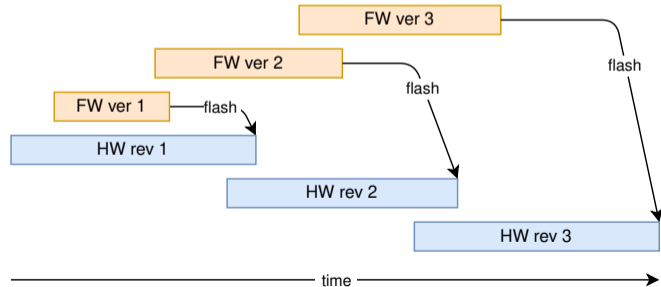 FW ver 3
flash
FW ver 2
flash
FW ver 1
flash
HW rev 1
HW rev 2
HW rev 3
time